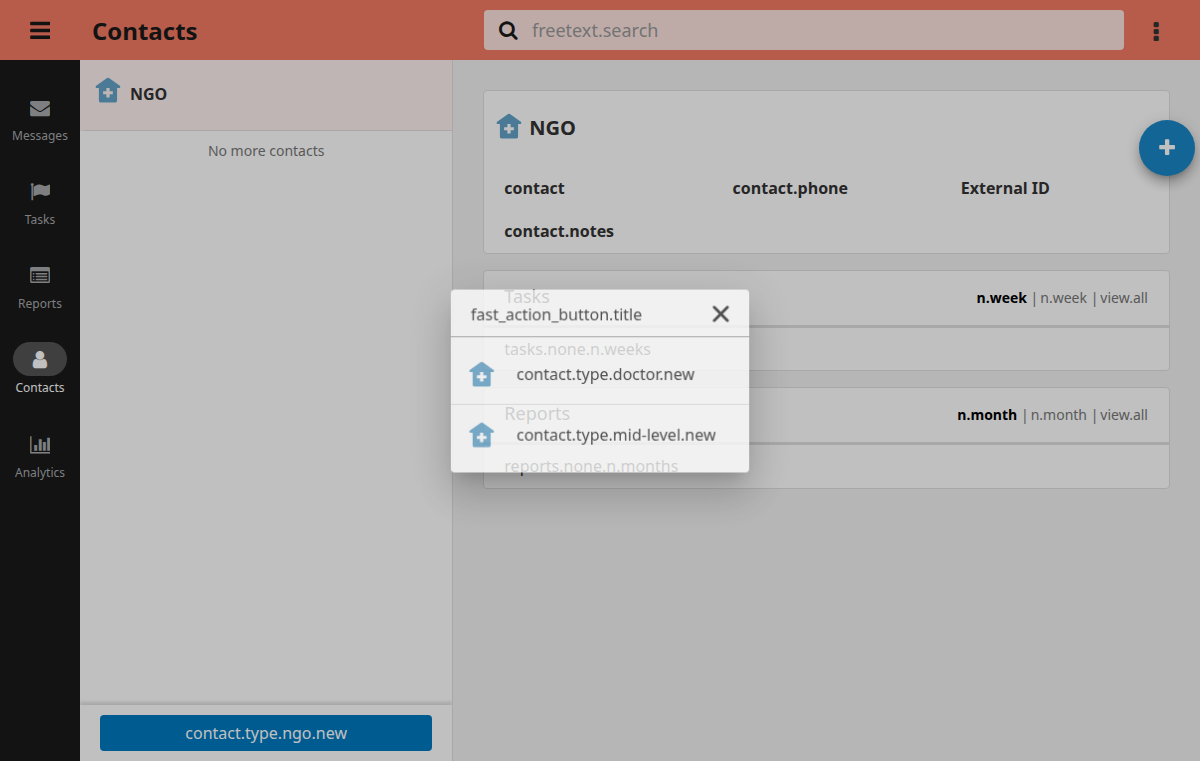 Contacts
freetext.search
Messages
Tasks
Reports
Contacts
Analytics
NGO
No more contacts
contact.type.ngo.new
NGO
contact
contact.phone
External ID
contact.notes
Tasks
n.week | n.week | view.all
tasks.none.n.weeks
Reports
n.month | n.month | view.all
reports.none.n.months
fast_action_button.title
contact.type.doctor.new
contact.type.mid-level.new